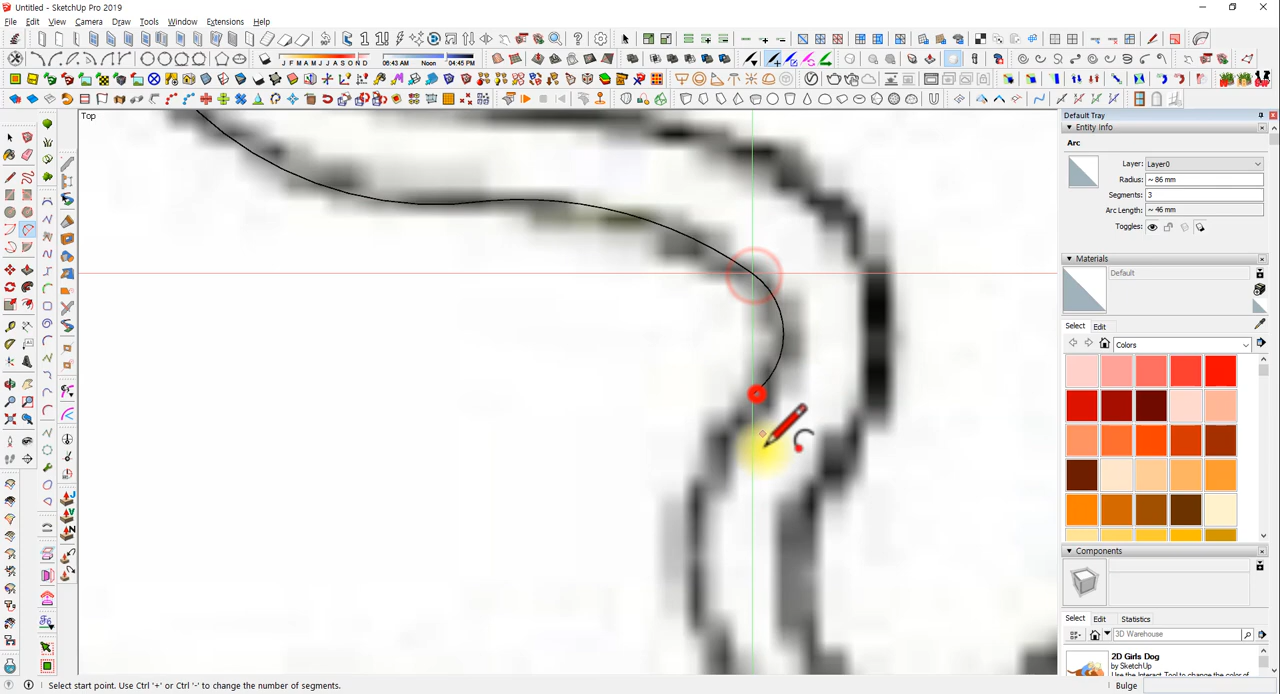 Untitled - SketchUp Pro 2019
File Edit View Camera Draw Tools Window Extensions Help
J F M A M J J A S O N D 06:43 AM Noon 04:45 PM
Top
Default Tray
Entity Info
Arc
Layer: Layer0
Radius: ~ 86 mm
Segments: 3
Arc Length: ~ 46 mm
Toggles:
Materials
Default
Select Edit
Colors
Components
Select Edit Statistics
3D Warehouse
2D Girls Dog
by SketchUp
Select start point. Use Ctrl '+' or Ctrl '-' to change the number of segments.
Bulge